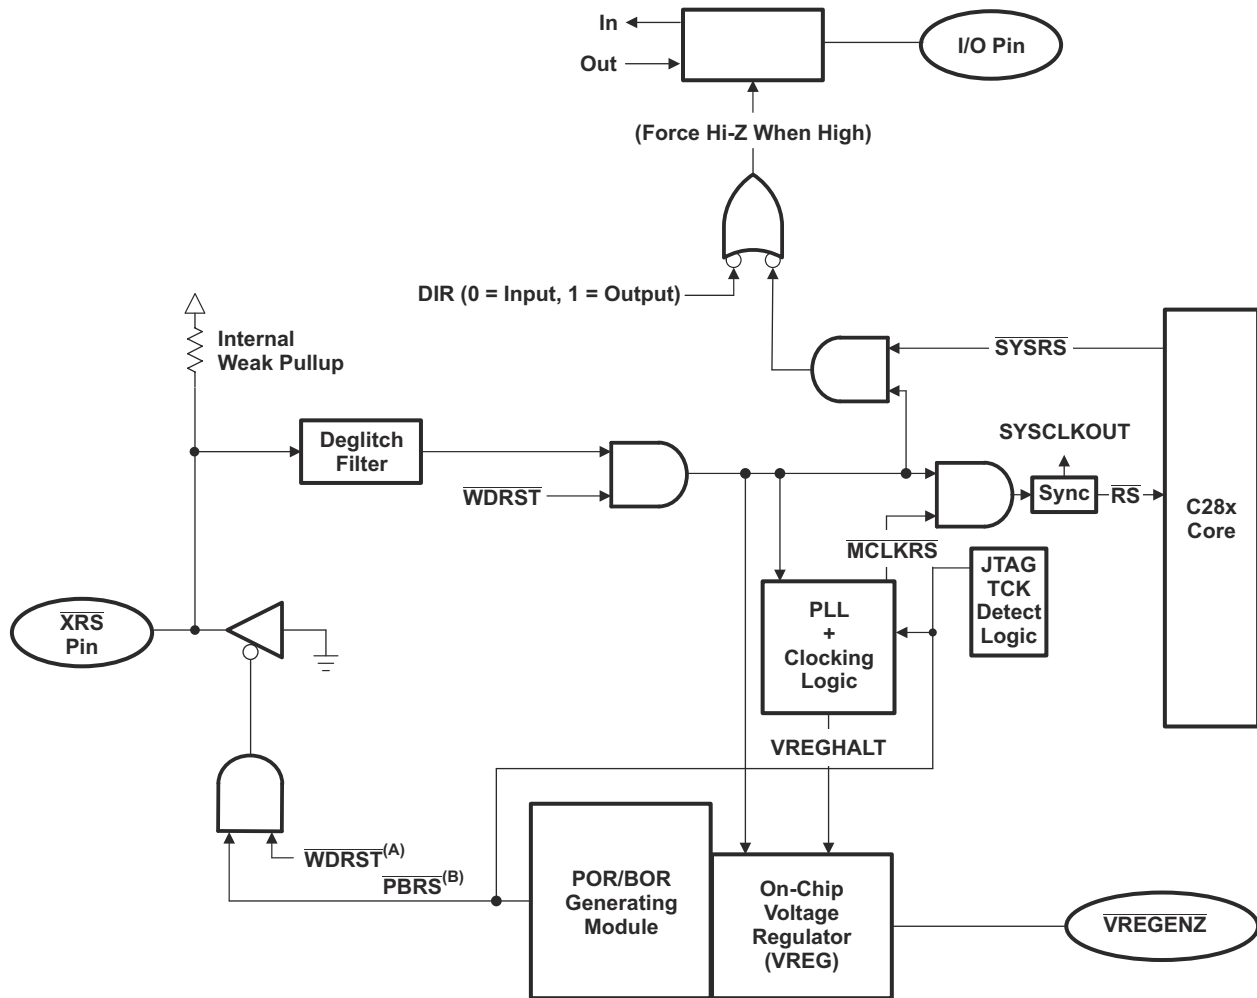 In
Out
I/O Pin
(Force Hi-Z When High)
DIR (0 = Input, 1 = Output)
Internal
Weak Pullup
SYSRS
Deglitch
Filter
WDRST
SYSCLKOUT
Sync
RS
C28x
Core
MCLKRS
JTAG
TCK
Detect
Logic
PLL
+
Clocking
Logic
XRS
Pin
VREGHALT
WDRST(A)
PBRS(B)
POR/BOR
Generating
Module
On-Chip
Voltage
Regulator
(VREG)
VREGENZ